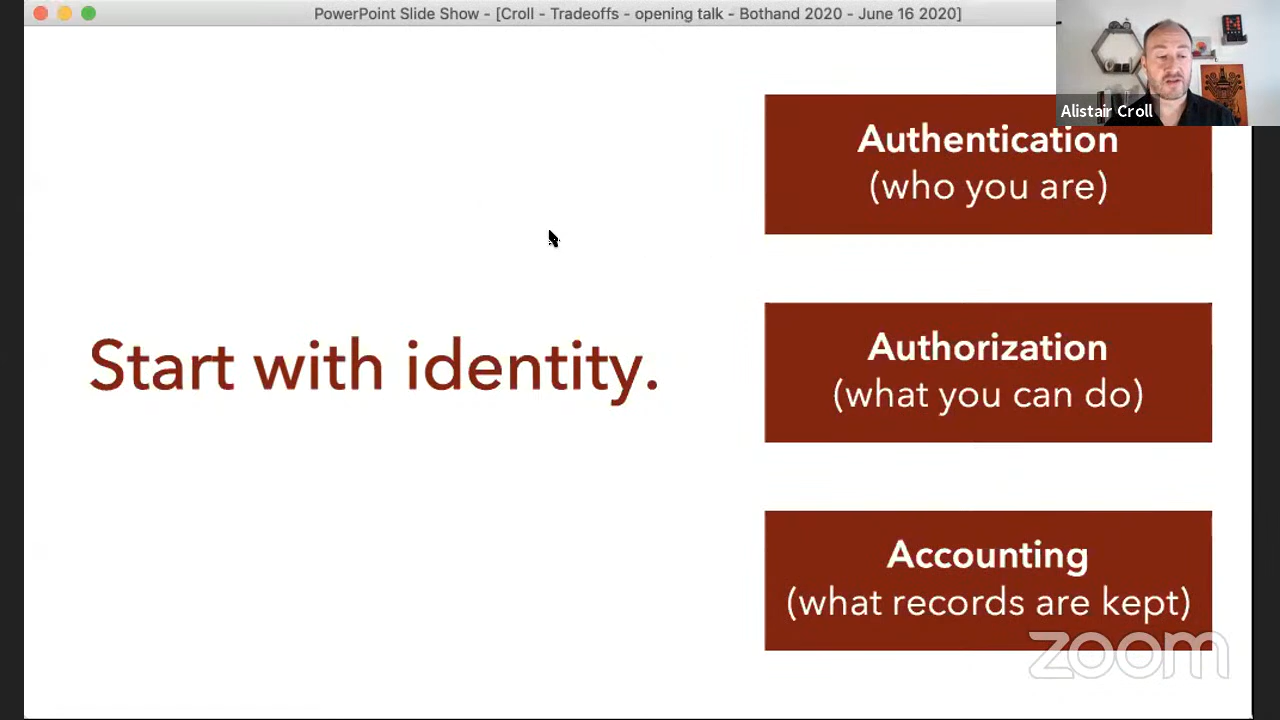 PowerPoint Slide Show - [Croll - Tradeoffs - opening talk - Bothand 2020 - June 16 2020]
Alistair Croll
Start with identity.
Authentication
(who you are)
Authorization
(what you can do)
Accounting
(what records are kept)
zoom